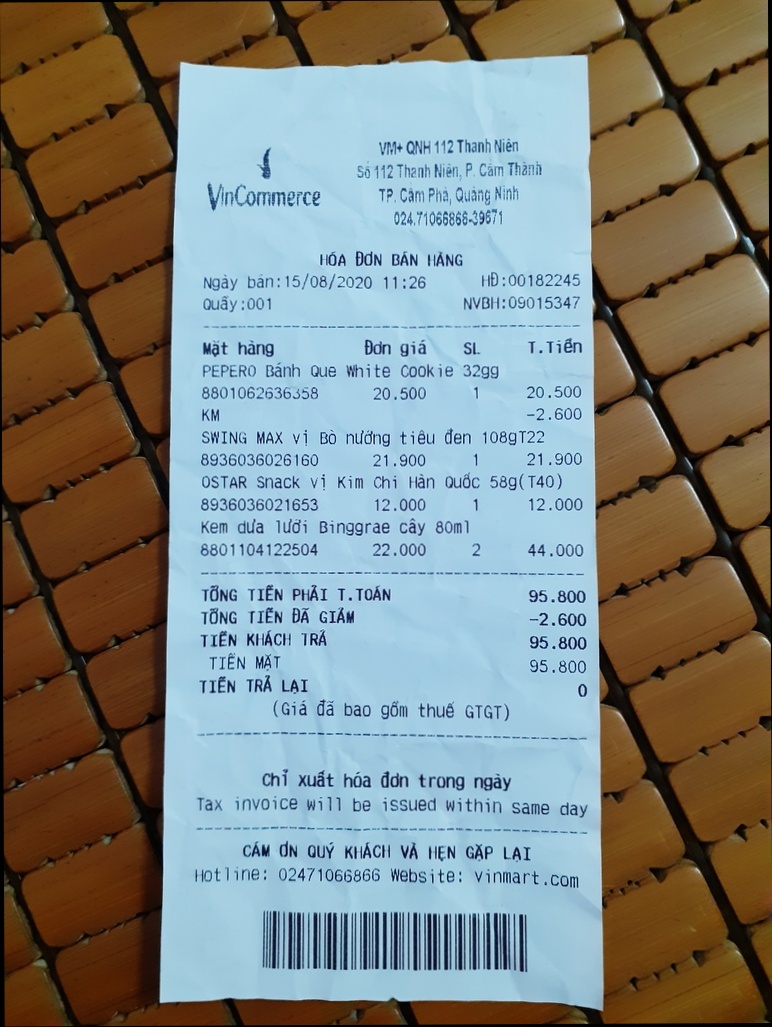 VinCommerce
VM+ QNH 112 Thanh Niên
Số 112 Thanh Niên, P. Cẩm Thành
TP. Cẩm Phả, Quảng Ninh
024.71066866-39671
HÓA ĐƠN BÁN HÀNG
Ngày bán:15/08/2020 11:26 HĐ:00182245
Quầy:001 NVBH:09015347
Mặt hàng Đơn giá SL T.Tiền
PEPERO Bánh Que White Cookie 32gg
8801062636358 20.500 1 20.500
KM -2.600
SWING MAX vị Bò nướng tiêu đen 108gT22
8936036026160 21.900 1 21.900
OSTAR Snack vị Kim Chi Hàn Quốc 58g(T40)
8936036021653 12.000 1 12.000
Kem dưa lưới Binggrae cây 80ml
8801104122504 22.000 2 44.000
TỔNG TIỀN PHẢI T.TOÁN 95.800
TỔNG TIỀN ĐÃ GIẢM -2.600
TIỀN KHÁCH TRẢ 95.800
TIỀN MẶT 95.800
TIỀN TRẢ LẠI 0
(Giá đã bao gồm thuế GTGT)
Chỉ xuất hóa đơn trong ngày
Tax invoice will be issued within same day
CẢM ƠN QUÝ KHÁCH VÀ HẸN GẶP LẠI
Hotline: 02471066866 Website: vinmart.com